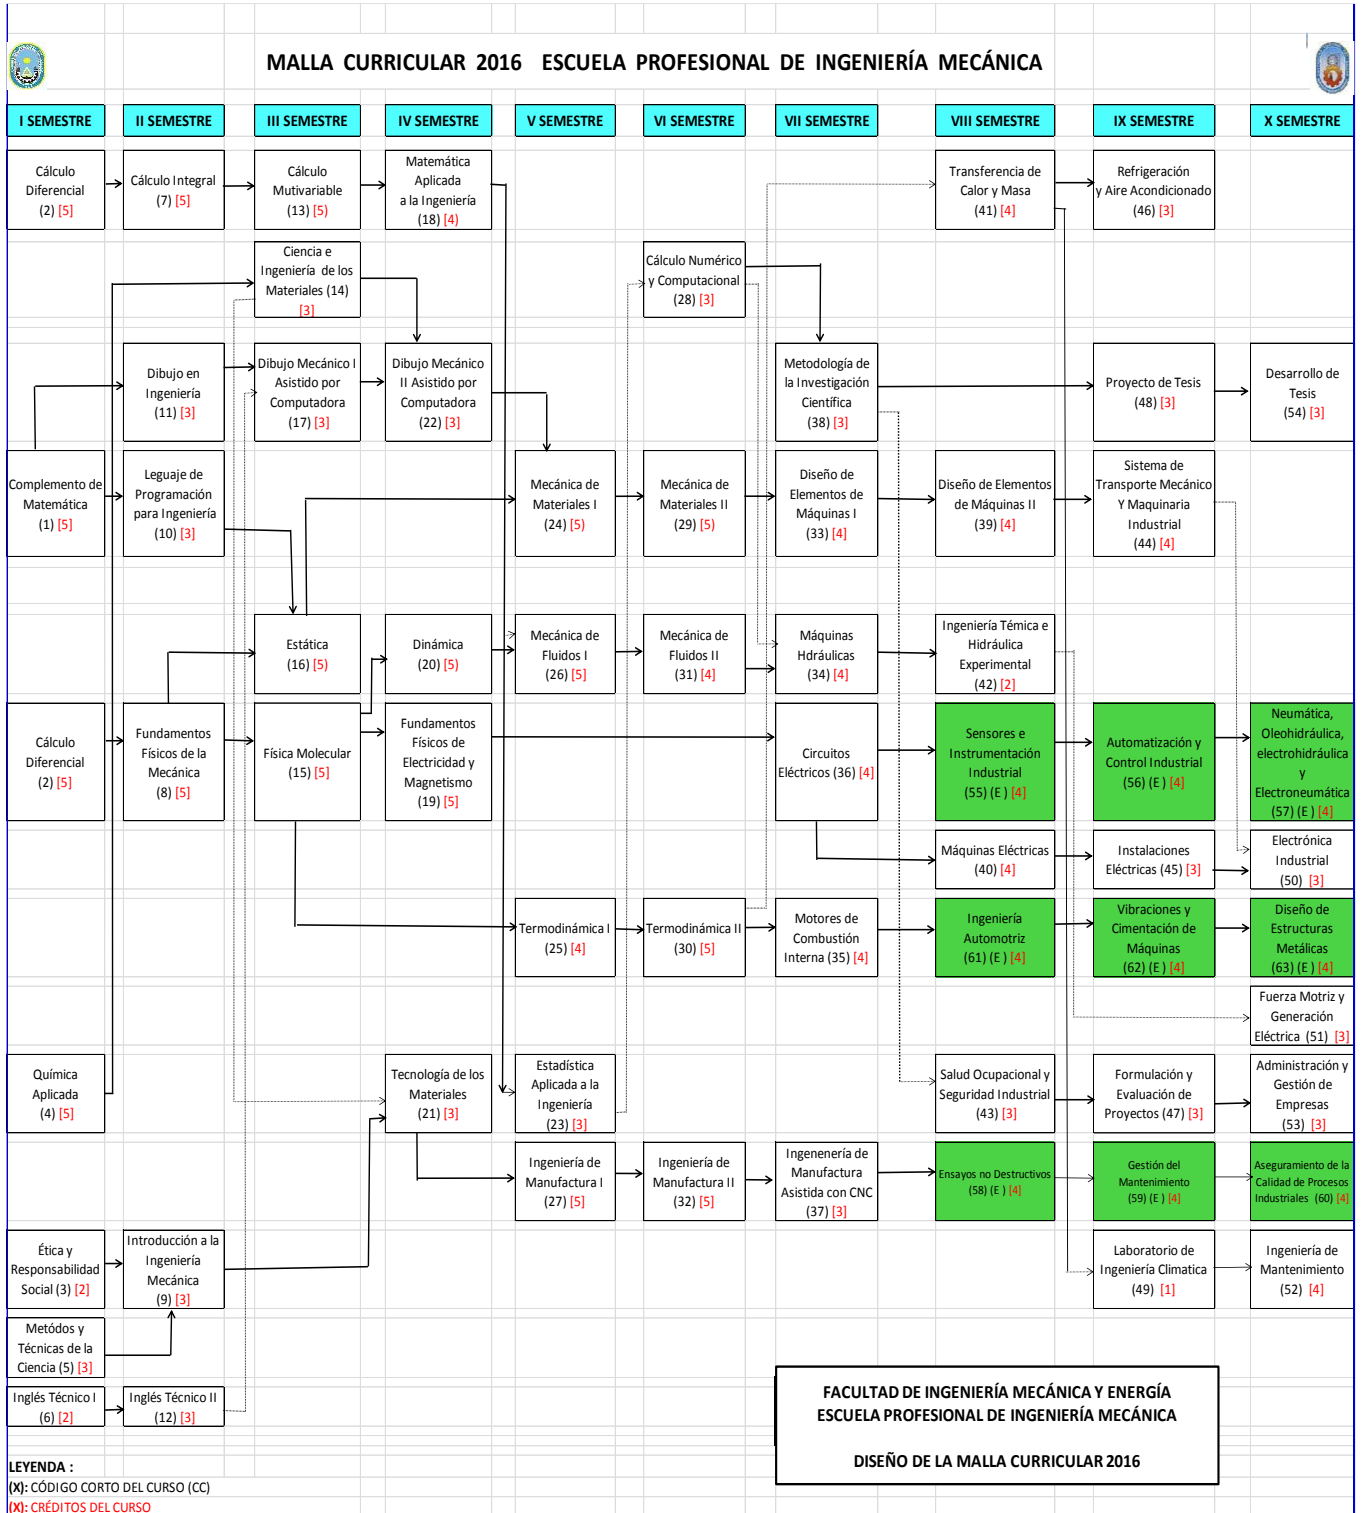 MALLA CURRICULAR 2016 ESCUELA PROFESIONAL DE INGENIERÍA MECÁNICA
I SEMESTRE
II SEMESTRE
III SEMESTRE
IV SEMESTRE
V SEMESTRE
VI SEMESTRE
VII SEMESTRE
VIII SEMESTRE
IX SEMESTRE
X SEMESTRE
Cálculo
Diferencial
(2) [5]
Cálculo Integral
(7) [5]
Cálculo
Mutivariable
(13) [5)
Matemática
Aplicada
a la Ingeniería
(18) [4)
Transferencia de
Calor y Masa
(41) [4]
Refrigeración
y Aire Acondicionado
(46) [3]
Ciencia e
Ingeniería de los
Materiales (14)
[3]
Cálculo Numérico
y Computacional
(28) [3]
Dibujo en
Ingeniería
(11) [3]
Dibujo Mecánico I
Asistido por
Computadora
(17) [3]
Dibujo Mecánico
II Asistido por
Computadora
(22) [3]
Metodología de
la Investigación
Científica
(38) [3]
Proyecto de Tesis
(48) [3]
Desarrollo de
Tesis
(54) [3]
Complemento de
Matemática
(1) [5]
Leguaje de
Programación
para Ingeniería
(10) [3]
Mecánica de
Materiales I
(24) [5)
Mecánica de
Materiales II
(29) [5)
Diseño de
Elementos de
Máquinas I
(33) [4]
Diseño de Elementos
de Máquinas II
(39) [4]
Sistema de
Transporte Mecánico
Y Maquinaria
Industrial
(44) [4]
Estática
(16) [5)
Dinámica
(20) [5)
Mecánica de
Fluidos I
(26) [5]
Mecánica de
Fluidos II
(31) [4]
Máquinas
Hdráulicas
(34) [4]
Ingeniería Témica e
Hidráulica
Experimental
(42) [2]
Cálculo
Diferencial
(2) [5]
Fundamentos
Físicos de la
Mecánica
(8) [5]
Física Molecular
(15) [5]
Fundamentos
Físicos de
Electricidad y
Magnetismo
(19) [5]
Circuitos
Eléctricos (36) [4]
Sensores e
Instrumentación
Industrial
(55) (E ) [4]
Automatización y
Control Industrial
(56) (E ) [4]
Neumática,
Oleohidráulica,
electrohidráulica
y
Electroneumática
(57) (E ) [4]
Máquinas Eléctricas
(40) [4]
Instalaciones
Eléctricas (45) [3]
Electrónica
Industrial
(50) [3]
Termodinámica I
(25) [4]
Termodinámica II
(30) [5]
Motores de
Combustión
Interna (35) [4]
Ingeniería
Automotriz
(61) (E ) [4]
Vibraciones y
Cimentación de
Máquinas
(62) (E ) [4]
Diseño de
Estructuras
Metálicas
(63) (E ) [4]
Fuerza Motriz y
Generación
Eléctrica (51) [3]
Química
Aplicada
(4) [5]
Tecnología de los
Materiales
(21) [3]
Estadística
Aplicada a la
Ingeniería
(23) [3]
Salud Ocupacional y
Seguridad Industrial
(43) [3]
Formulación y
Evaluación de
Proyectos (47) [3]
Administración y
Gestión de
Empresas
(53) [3]
Ingeniería de
Manufactura I
(27) [5]
Ingeniería de
Manufactura II
(32) [5]
Ingenenería de
Manufactura
Asistida con CNC
(37) [3]
Ensayos no Destructivos
(58) (E ) [4]
Gestión del
Mantenimiento
(59) (E ) [4]
Aseguramiento de la
Calidad de Procesos
Industriales (60) [4]
Ética y
Responsabilidad
Social (3) [2]
Introducción a la
Ingeniería
Mecánica
(9) [3]
Laboratorio de
Ingeniería Climatica
(49) [1]
Ingeniería de
Mantenimiento
(52) [4]
Metódos y
Técnicas de la
Ciencia (5) [3]
Inglés Técnico I
(6) [2]
Inglés Técnico II
(12) [3]
FACULTAD DE INGENIERÍA MECÁNICA Y ENERGÍA
ESCUELA PROFESIONAL DE INGENIERÍA MECÁNICA
DISEÑO DE LA MALLA CURRICULAR 2016
LEYENDA :
(X): CÓDIGO CORTO DEL CURSO (CC)
(X): CRÉDITOS DEL CURSO